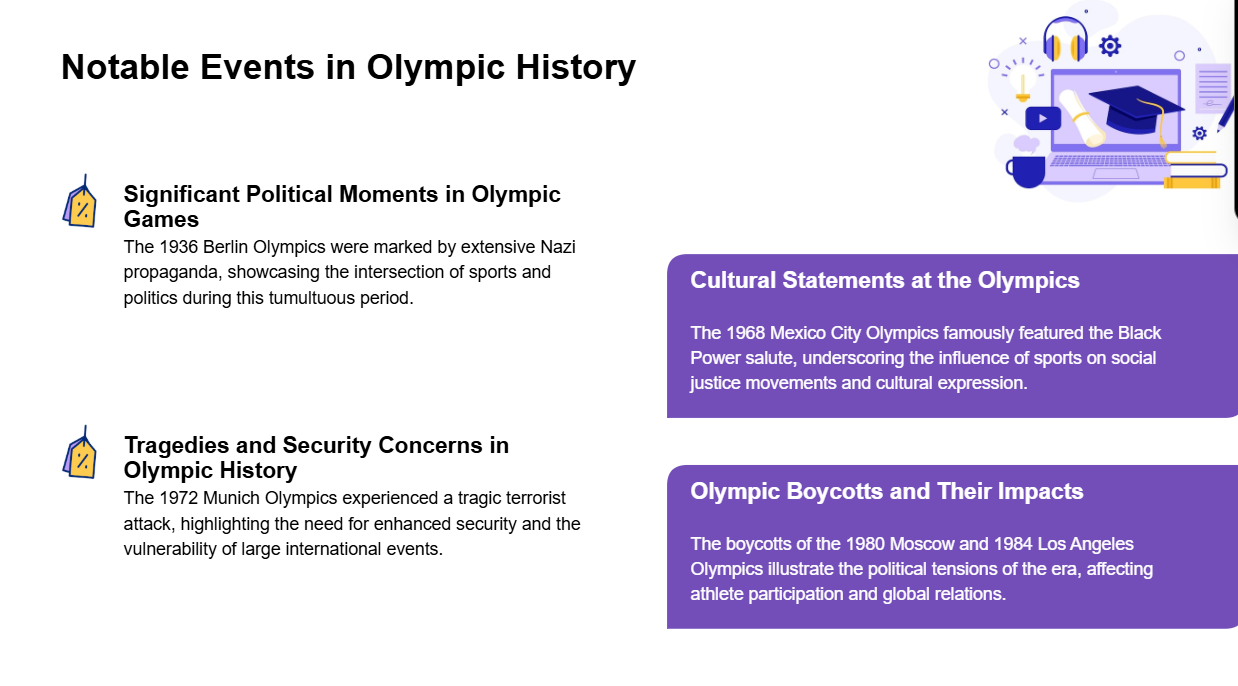 Notable Events in Olympic History
Significant Political Moments in Olympic
Games
The 1936 Berlin Olympics were marked by extensive Nazi
propaganda, showcasing the intersection of sports and
politics during this tumultuous period.
Tragedies and Security Concerns in
Olympic History
The 1972 Munich Olympics experienced a tragic terrorist
attack, highlighting the need for enhanced security and the
vulnerability of large international events.
Cultural Statements at the Olympics
The 1968 Mexico City Olympics famously featured the Black
Power salute, underscoring the influence of sports on social
justice movements and cultural expression.
Olympic Boycotts and Their Impacts
The boycotts of the 1980 Moscow and 1984 Los Angeles
Olympics illustrate the political tensions of the era, affecting
athlete participation and global relations.